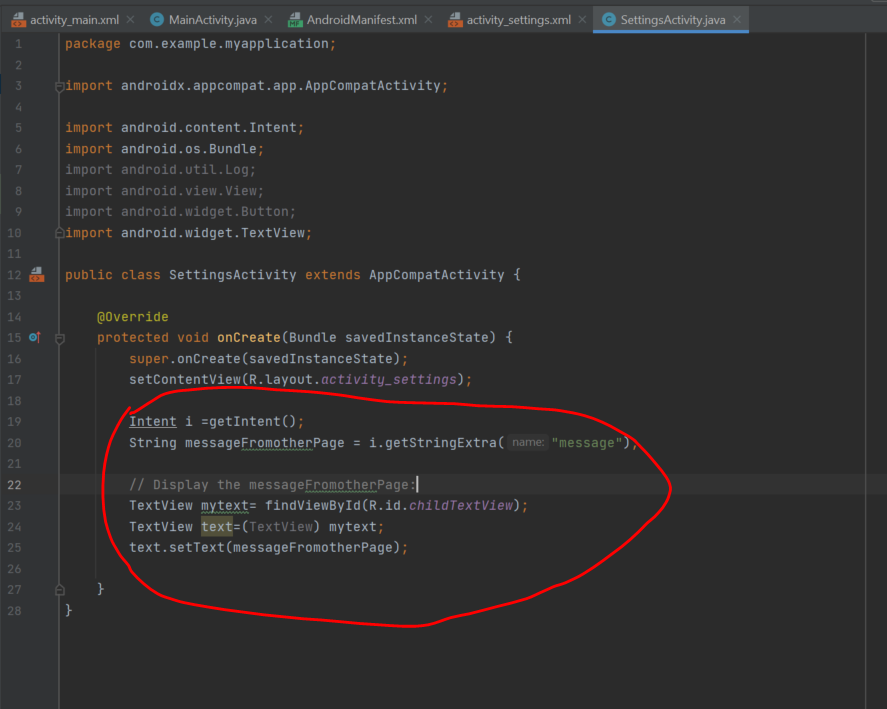 activity_main.xml MainActivity.java AndroidManifest.xml activity_settings.xml SettingsActivity.java
1 package com.example.myapplication;
2
3 import androidx.appcompat.app.AppCompatActivity;
4
5 import android.content.Intent;
6 import android.os.Bundle;
7 import android.util.Log;
8 import android.view.View;
9 import android.widget.Button;
10 import android.widget.TextView;
11
12 public class SettingsActivity extends AppCompatActivity {
13
14 @Override
15 protected void onCreate(Bundle savedInstanceState) {
16 super.onCreate(savedInstanceState);
17 setContentView(R.layout.activity_settings);
18
19 Intent i =getIntent();
20 String messageFromotherPage = i.getStringExtra( name: "message");
21
22 // Display the messageFromotherPage:
23 TextView mytext= findViewById(R.id.childTextView);
24 TextView text=(TextView) mytext;
25 text.setText(messageFromotherPage);
26
27 }
28 }